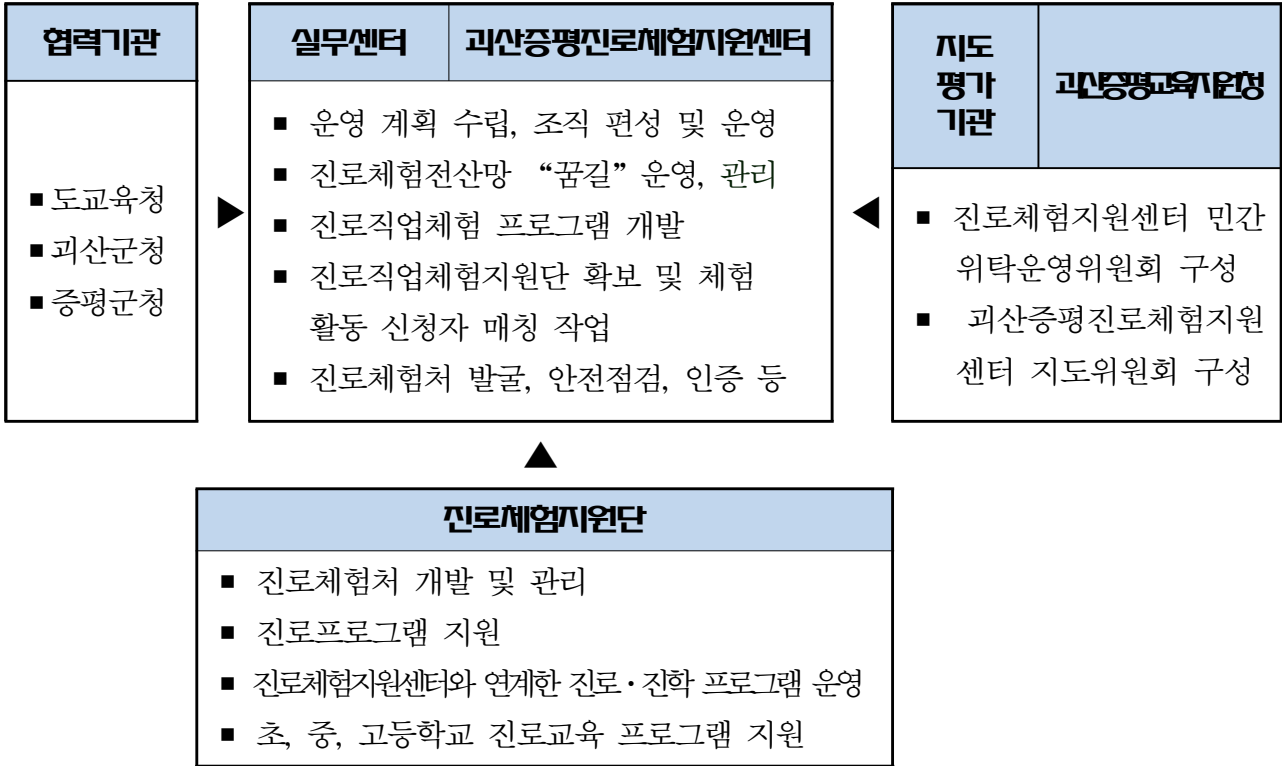 협력기관
■ 도교육청
■ 괴산군청
■ 증평군청
▶
실무센터 괴산증평진로체험지원센터
■ 운영 계획 수립, 조직 편성 및 운영
■ 진로체험전산망 “꿈길” 운영, 관리
■ 진로직업체험 프로그램 개발
■ 진로직업체험지원단 확보 및 체험
활동 신청자 매칭 작업
■ 진로체험처 발굴, 안전점검, 인증 등
◀
지도
평가
기관
괴산증평교육지원청
■ 진로체험지원센터 민간
위탁운영위원회 구성
■ 괴산증평진로체험지원
센터 지도위원회 구성
▲
진로체험지원단
■ 진로체험처 개발 및 관리
■ 진로프로그램 지원
■ 진로체험지원센터와 연계한 진로·진학 프로그램 운영
■ 초, 중, 고등학교 진로교육 프로그램 지원